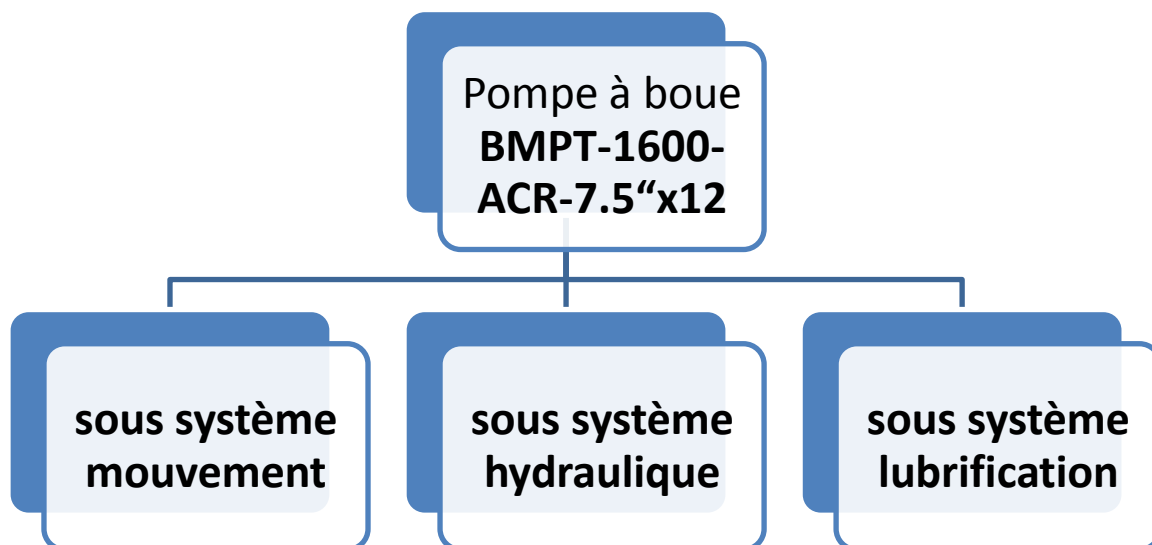 Pompe à boue
BMPT-1600-
ACR-7.5“x12
sous système
mouvement
sous système
hydraulique
sous système
lubrification